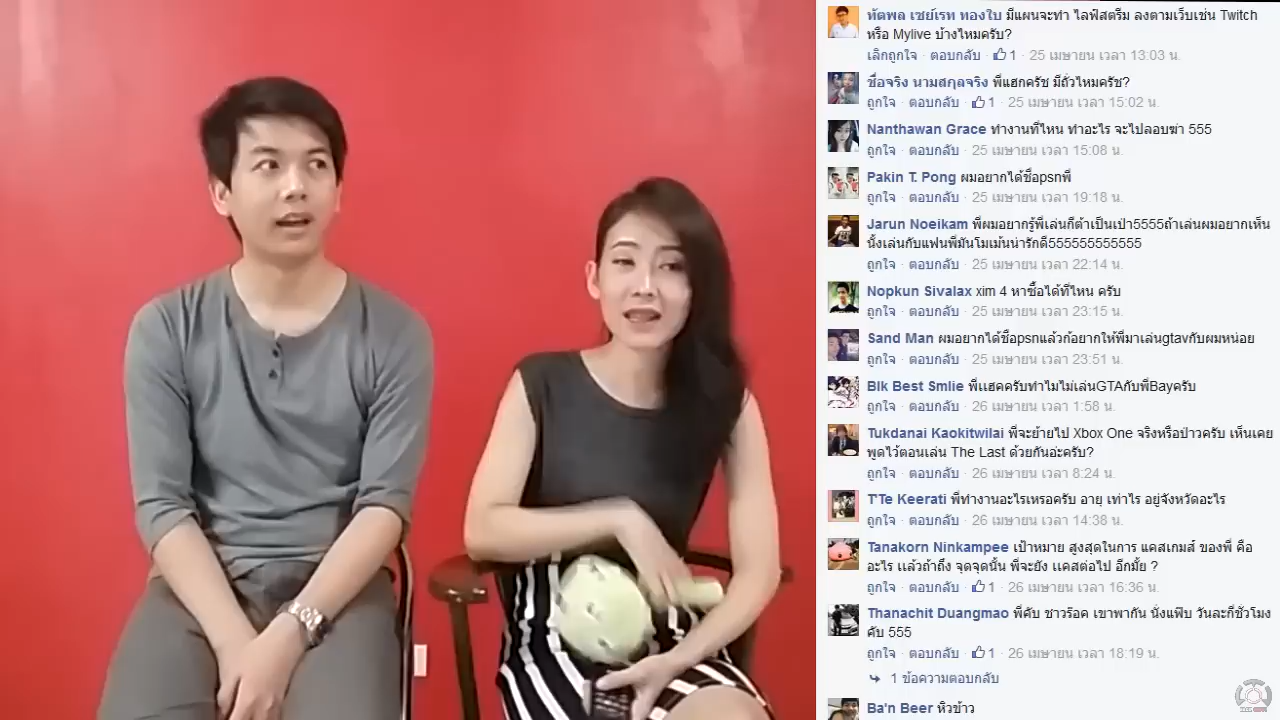 ทัตพล เซย์เรท ทองใบ มีแผนจะทำ ไลฟ์สตรีม ลงตามเว็บเช่น Twitch
หรือ Mylive บ้างไหมครับ?
เลิกถูกใจ · ตอบกลับ · 1 · 25 เมษายน เวลา 13:03 น.
ชื่อจริง นามสกุลจริง พี่แฮกครัช มีถั่วไหมครัช?
ถูกใจ · ตอบกลับ · 1 · 25 เมษายน เวลา 15:02 น.
Nanthawan Grace ทำงานที่ไหน ทำอะไร จะไปลอบฆ่า 555
ถูกใจ · ตอบกลับ · 25 เมษายน เวลา 15:08 น.
Pakin T. Pong ผมอยากได้ชื่อpsnพี่
ถูกใจ · ตอบกลับ · 25 เมษายน เวลา 19:18 น.
Jarun Noeikam พี่ผมอยากรู้พี่เล่นกีต้าเป็นเป่า5555ถ้าเล่นผมอยากเห็น
นั้งเล่นกับแฟนพี่มันโมเม้นน่ารักดี555555555555
ถูกใจ · ตอบกลับ · 25 เมษายน เวลา 22:14 น.
Nopkun Sivalax xim 4 หาซื้อได้ที่ไหน ครับ
ถูกใจ · ตอบกลับ · 25 เมษายน เวลา 23:15 น.
Sand Man ผมอยากได้ชื่อpsnแล้วก้อยากให้พี่มาเล่นgtavกับผมหน่อย
ถูกใจ · ตอบกลับ · 25 เมษายน เวลา 23:51 น.
Blk Best Smlie พี่แฮคครับทำไมไม่เล่นGTAกับพี่Bayครับ
ถูกใจ · ตอบกลับ · 26 เมษายน เวลา 1:58 น.
Tukdanai Kaokitwilai พี่จะย้ายไป Xbox One จริงหรือป่าวครับ เห็นเคย
พูดไว้ตอนเล่น The Last ด้วยกันอ่ะครับ?
ถูกใจ · ตอบกลับ · 26 เมษายน เวลา 8:24 น.
T'Te Keerati พี่ทำงานอะไรเหรอครับ อายุ เท่าไร อยู่จังหวัดอะไร
ถูกใจ · ตอบกลับ · 26 เมษายน เวลา 14:38 น.
Tanakorn Ninkampee เป้าหมาย สูงสุดในการ แคสเกมส์ ของพี่ คือ
อะไร แล้วถ้าถึง จุดจุดนั้น พี่จะยัง แคสต่อไป อีกมั้ย ?
ถูกใจ · ตอบกลับ · 1 · 26 เมษายน เวลา 16:36 น.
Thanachit Duangmao พี่คับ ชาวร๊อค เขาพากัน นั่งแฟ๊บ วันละกี่ชั่วโมง
คับ 555
ถูกใจ · ตอบกลับ · 1 · 26 เมษายน เวลา 18:19 น.
1 ข้อความตอบกลับ
Ba'n Beer หิวข้าว